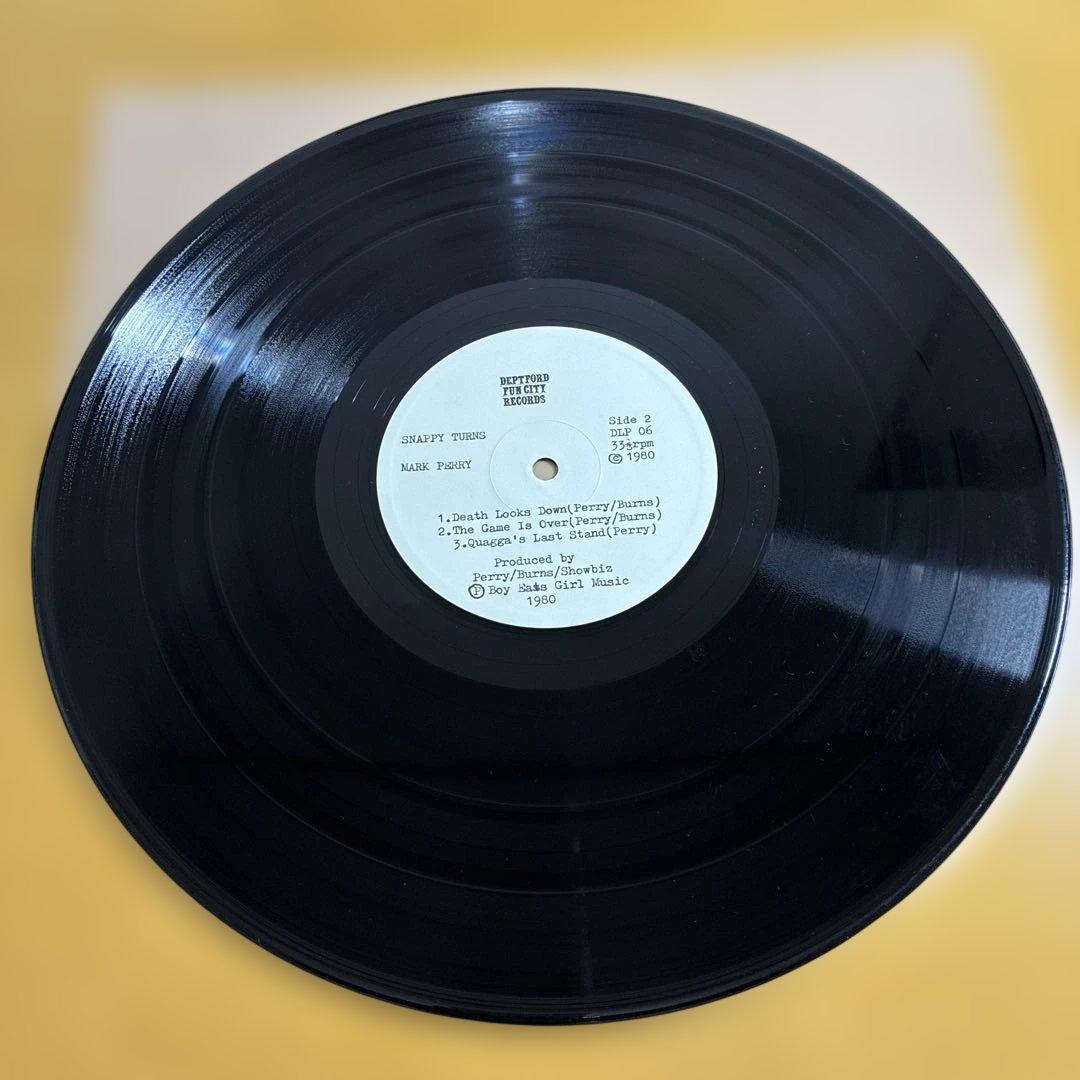 DEPTFORD
FUN CITY
RECORDS
SNAPPY TURNS
MARK PERRY
Side 2
DLP 06
33⅓rpm
© 1980
1.Death Looks Down(Perry/Burns)
2.The Game Is Over(Perry/Burns)
3.Quagga's Last Stand(Perry)
Produced by
Perry/Burns/Showbiz
Ⓟ Boy Eats Girl Music
1980